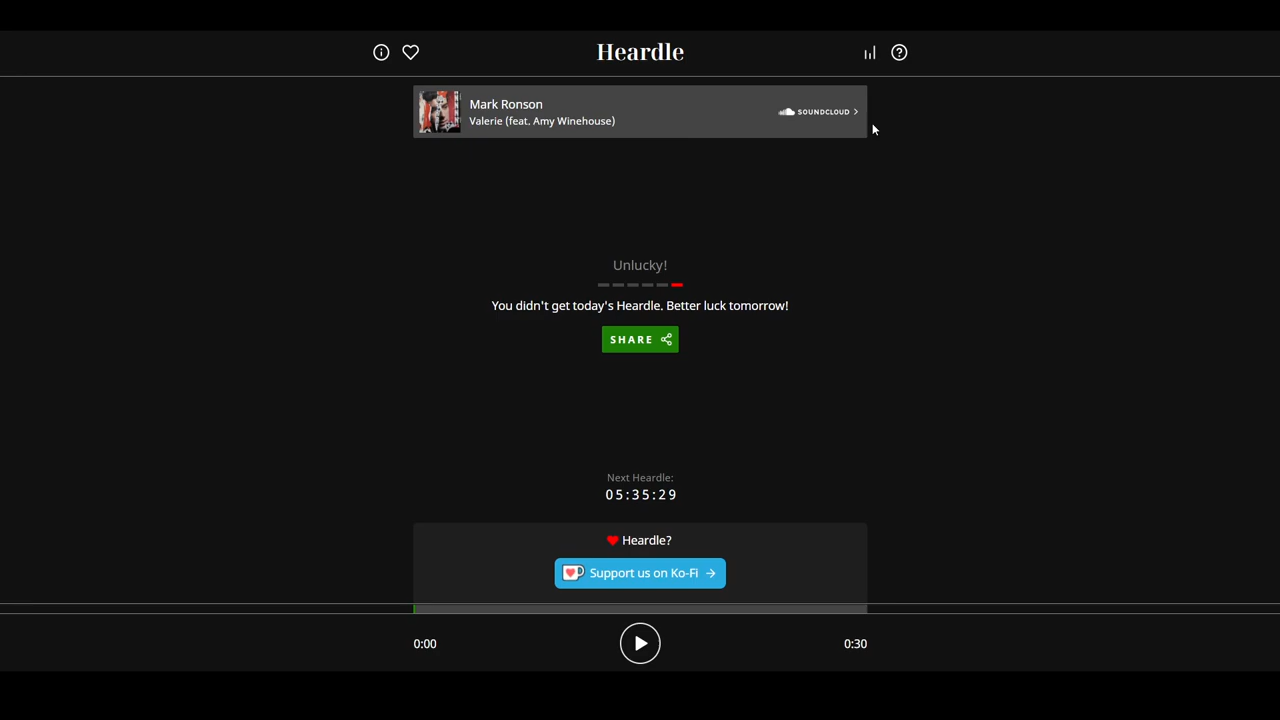 Heardle
Mark Ronson
Valerie (feat. Amy Winehouse)
SOUNDCLOUD
Unlucky!
You didn't get today's Heardle. Better luck tomorrow!
SHARE
Next Heardle:
05:35:29
Heardle?
Support us on Ko-Fi
0:00
0:30